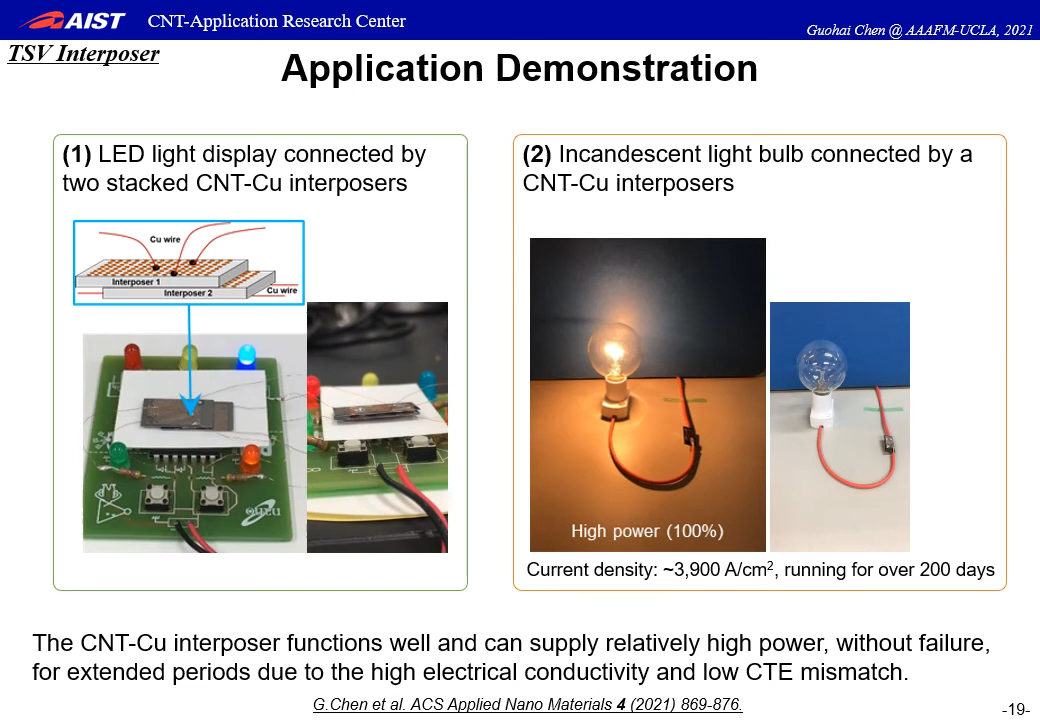 AIST
CNT-Application Research Center
Guohai Chen @ AAAFM-UCLA, 2021
TSV Interposer
Application Demonstration
(1) LED light display connected by
two stacked CNT-Cu interposers
Cu wire
Interposer 1
Interposer 2
Cu wire
(2) Incandescent light bulb connected by a
CNT-Cu interposers
High power (100%)
Current density: ~3,900 A/cm², running for over 200 days
The CNT-Cu interposer functions well and can supply relatively high power, without failure,
for extended periods due to the high electrical conductivity and low CTE mismatch.
G.Chen et al. ACS Applied Nano Materials 4 (2021) 869-876.
-19-